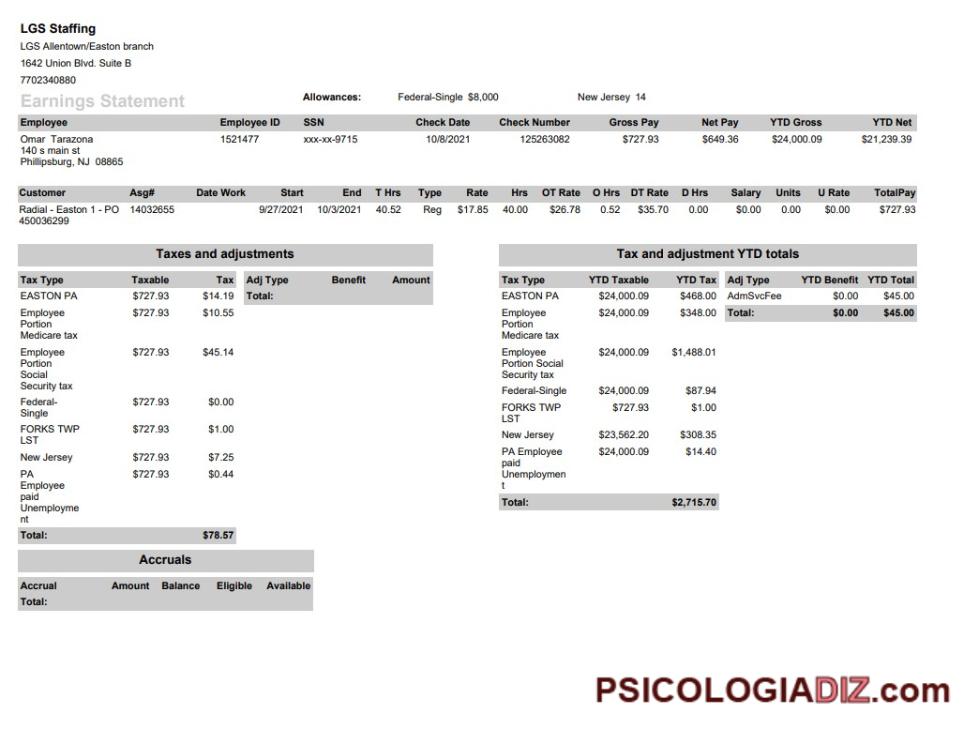 LGS Staffing
LGS Allentown/Easton branch
1642 Union Blvd. Suite B
7702340880
Earnings Statement Allowances: Federal-Single $8,000 New Jersey 14
Employee Employee ID SSN Check Date Check Number Gross Pay Net Pay YTD Gross YTD Net
Omar Tarazona 1521477 xxx-xx-9715 10/8/2021 125263082 $727.93 $649.36 $24,000.09 $21,239.39
140 s main st
Phillipsburg, NJ 08865
Customer Asg# Date Work Start End T Hrs Type Rate Hrs OT Rate O Hrs DT Rate D Hrs Salary Units U Rate TotalPay
Radial - Easton 1 - PO 14032655 9/27/2021 10/3/2021 40.52 Reg $17.85 40.00 $26.78 0.52 $35.70 0.00 $0.00 0.00 $0.00 $727.93
450036299
Taxes and adjustments
Tax Type Taxable Tax Adj Type Benefit Amount
EASTON PA $727.93 $14.19 Total:
Employee $727.93 $10.55
Portion
Medicare tax
Employee $727.93 $45.14
Portion
Social
Security tax
Federal- $727.93 $0.00
Single
FORKS TWP $727.93 $1.00
LST
New Jersey $727.93 $7.25
PA $727.93 $0.44
Employee
paid
Unemployme
nt
Total: $78.57
Tax and adjustment YTD totals
Tax Type YTD Taxable YTD Tax Adj Type YTD Benefit YTD Total
EASTON PA $24,000.09 $468.00 AdmSvcFee $0.00 $45.00
Employee $24,000.09 $348.00 Total: $0.00 $45.00
Portion
Medicare tax
Employee $24,000.09 $1,488.01
Portion Social
Security tax
Federal-Single $24,000.09 $87.94
FORKS TWP $727.93 $1.00
LST
New Jersey $23,562.20 $308.35
PA Employee $24,000.09 $14.40
paid
Unemploymen
t
Total: $2,715.70
Accruals
Accrual Amount Balance Eligible Available
Total:
PSICOLOGIADIZ.com